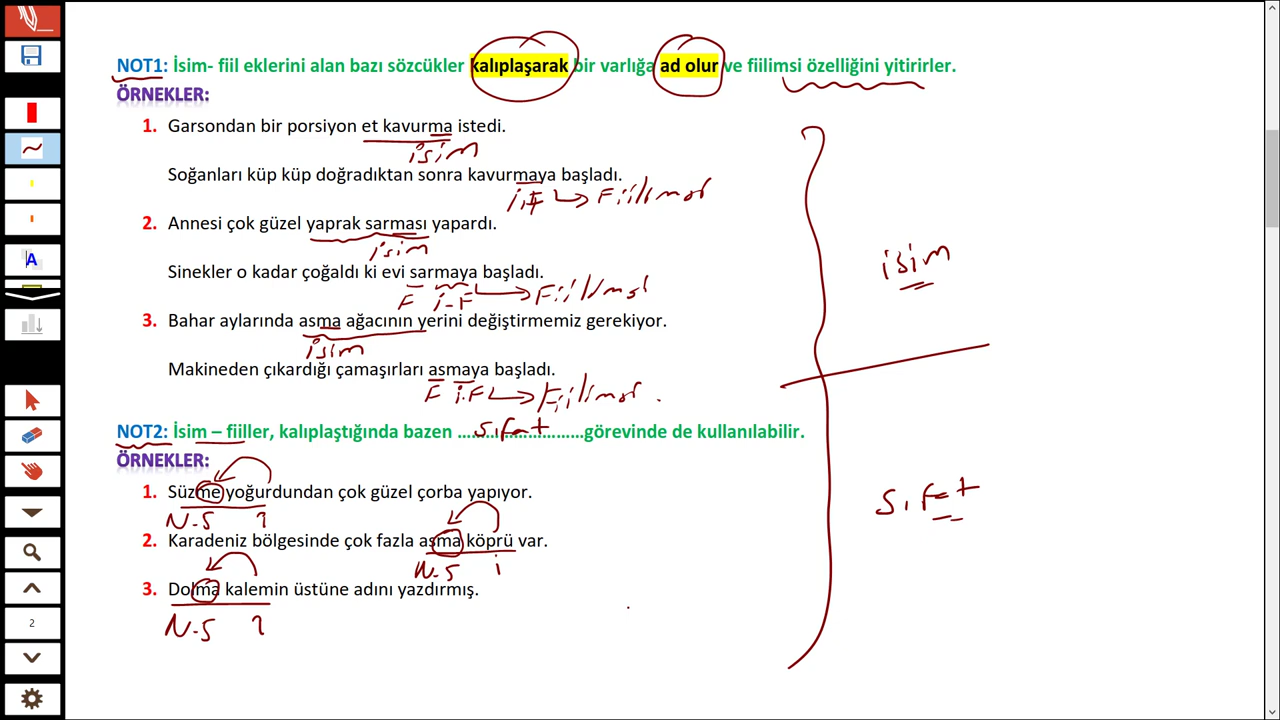 NOT1: İsim- fiil eklerini alan bazı sözcükler kalıplaşarak bir varlığa ad olur ve fiilimsi özelliğini yitirirler.
ÖRNEKLER:
1. Garsondan bir porsiyon et kavurma istedi.
isim
Soğanları küp küp doğradıktan sonra kavurmaya başladı.
i.F Fiilimsi
2. Annesi çok güzel yaprak sarması yapardı.
isim
Sinekler o kadar çoğaldı ki evi sarmaya başladı.
F i-F Fiilimsi
3. Bahar aylarında asma ağacının yerini değiştirmemiz gerekiyor.
isim
Makineden çıkardığı çamaşırları asmaya başladı.
F i.F Fiilimsi
isim
NOT2: İsim – fiiller, kalıplaştığında bazen ...sıfat...görevinde de kullanılabilir.
ÖRNEKLER:
1. Süzme yoğurdundan çok güzel çorba yapıyor.
N.S i
2. Karadeniz bölgesinde çok fazla asma köprü var.
N.S i
3. Dolma kalemin üstüne adını yazdırmış.
N.S i
sıfat
A
2